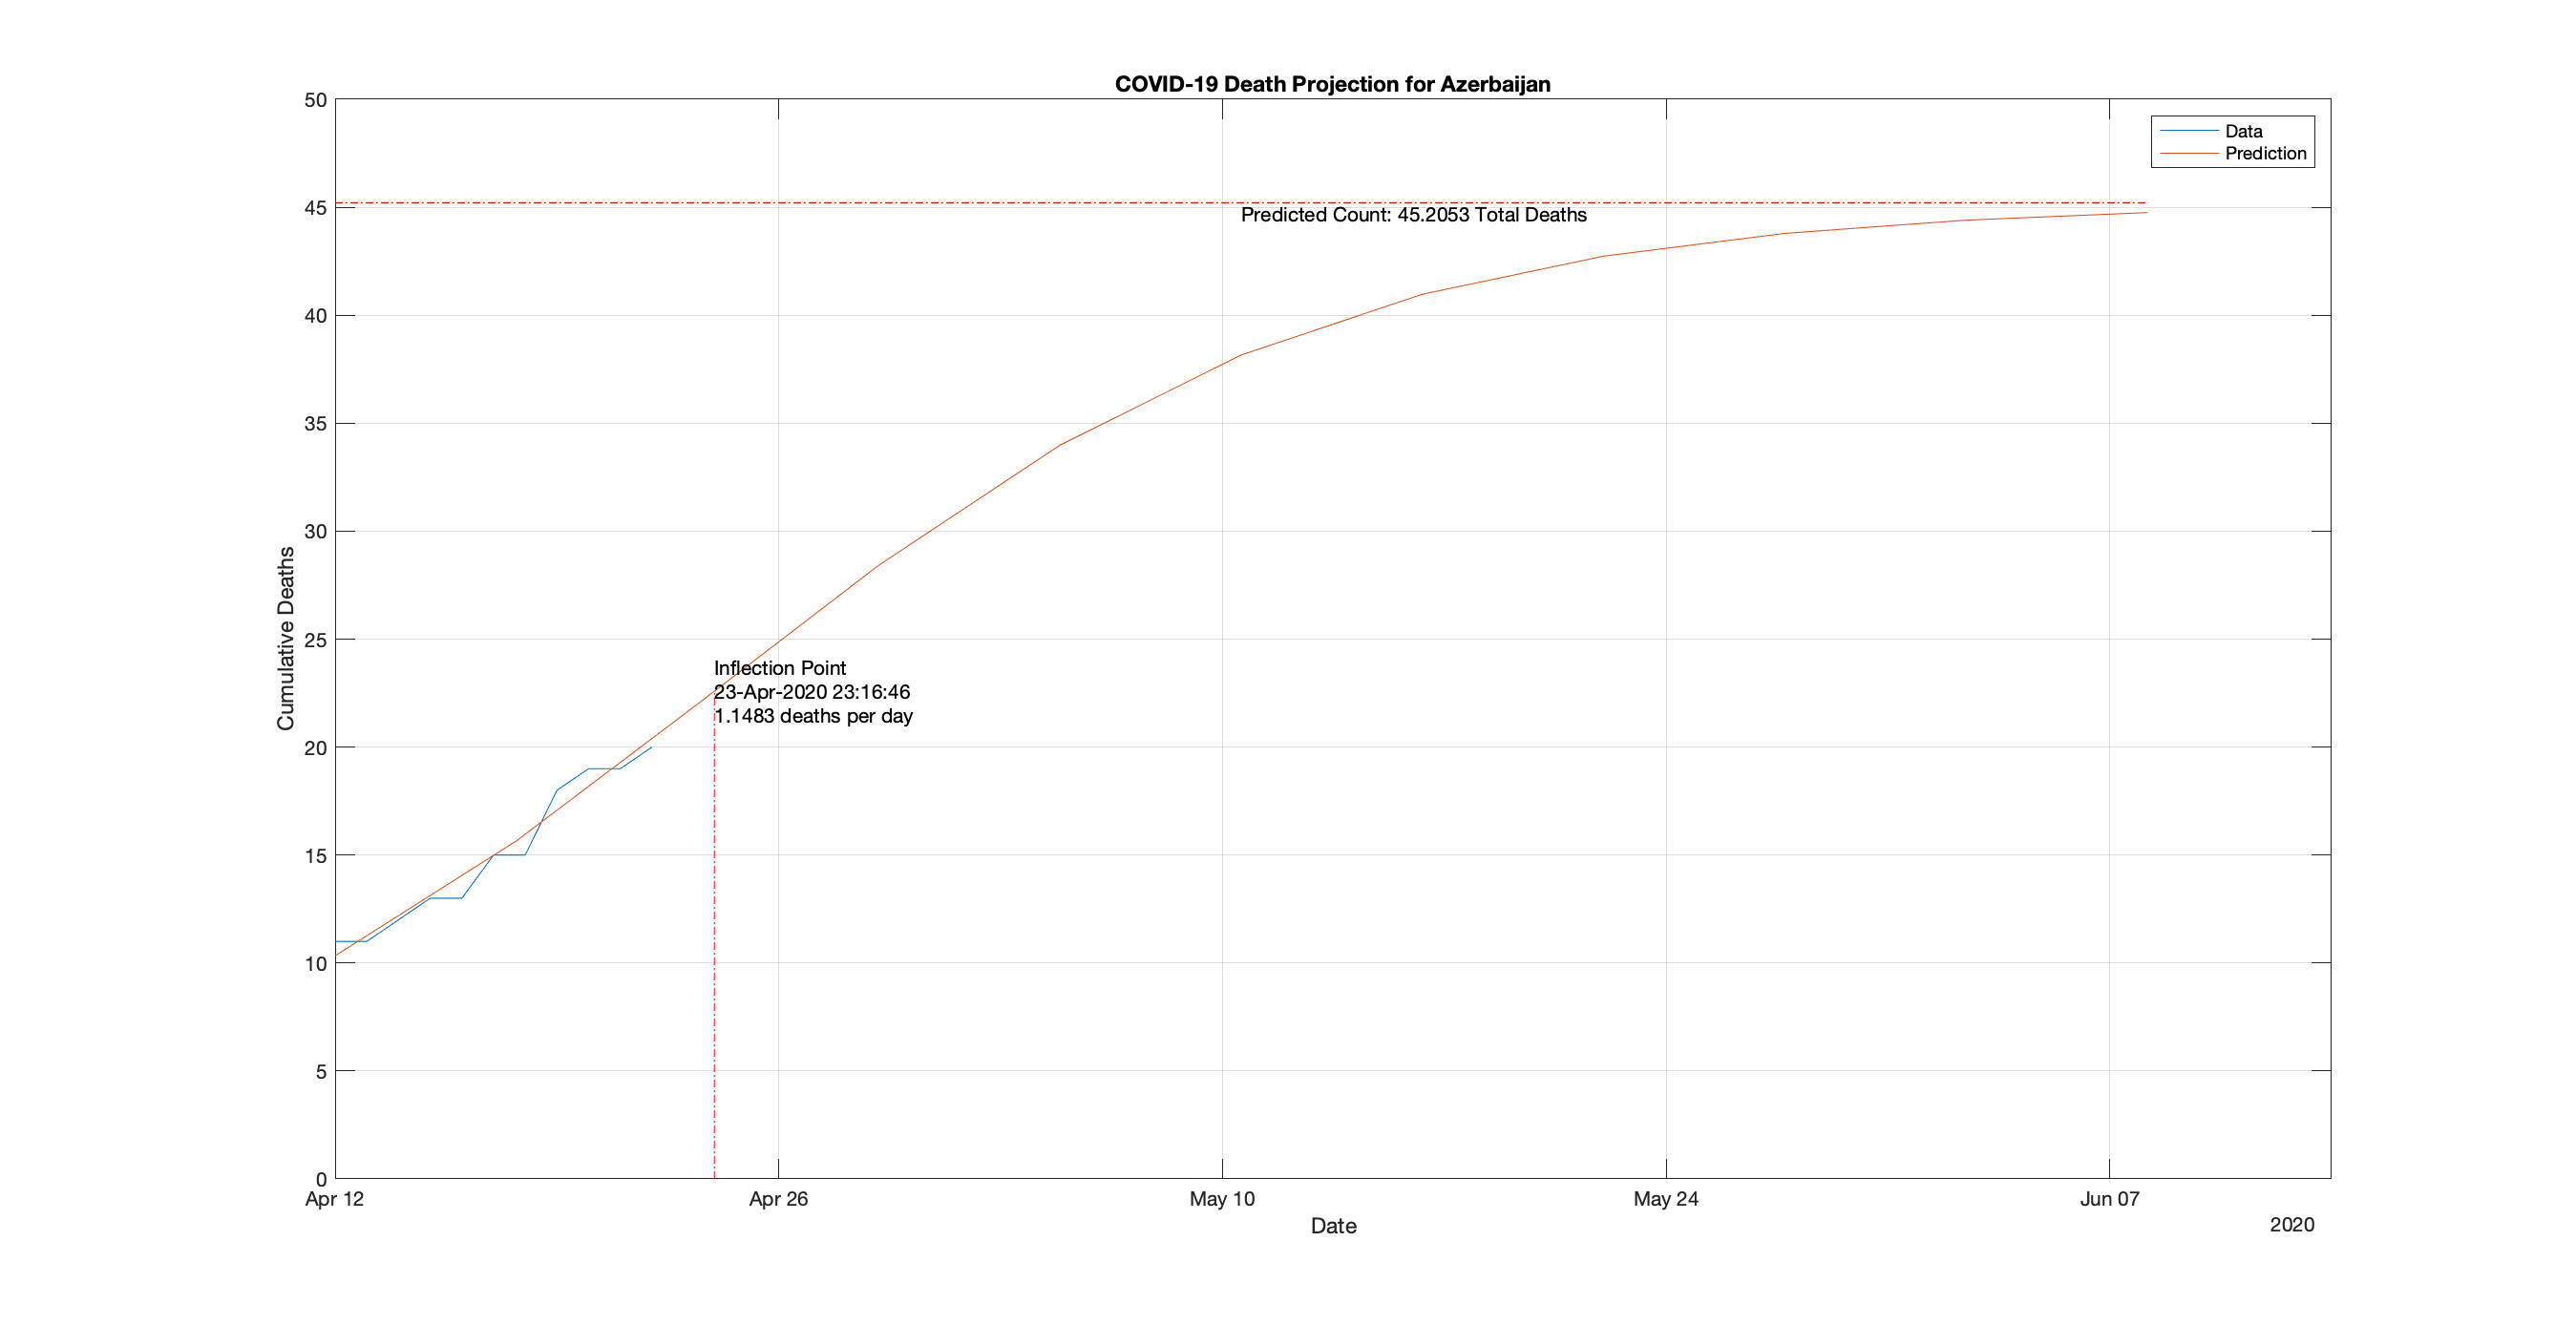 COVID-19 Death Projection for Azerbaijan
50
45
40
35
30
25
20
15
10
5
0
Cumulative Deaths
Data
Prediction
Predicted Count: 45.2053 Total Deaths
Inflection Point
23-Apr-2020 23:16:46
1.1483 deaths per day
Apr 12
Apr 26
May 10
May 24
Jun 07
Date
2020